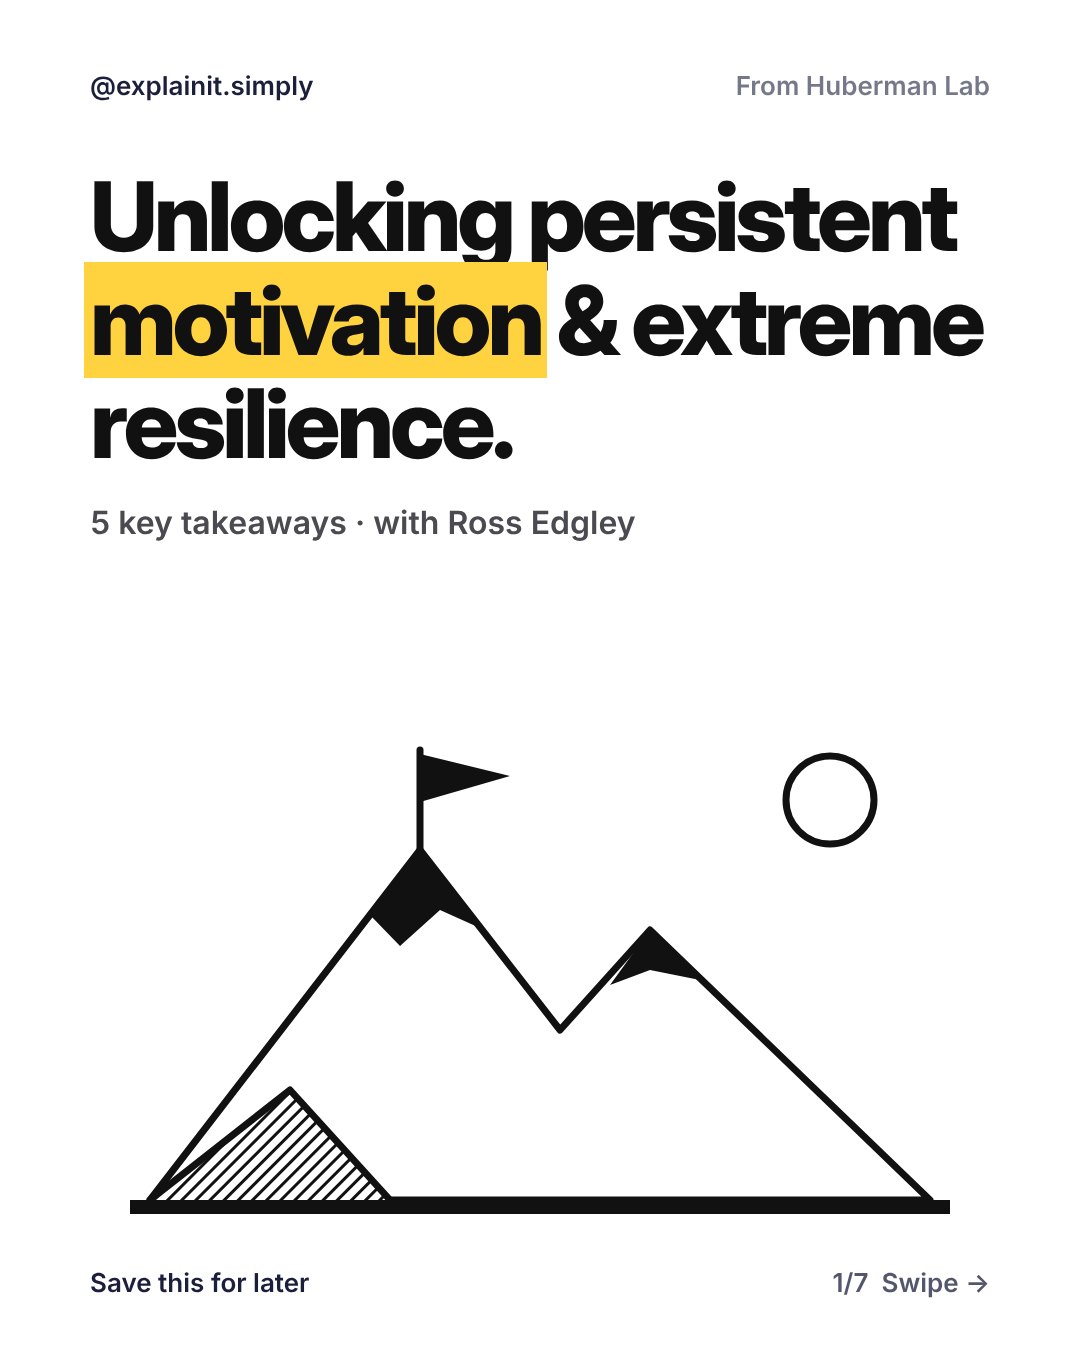 @explainit.simply
From Huberman Lab
Unlocking persistent
motivation & extreme
resilience.
5 key takeaways · with Ross Edgley
Save this for later
1/7 Swipe →